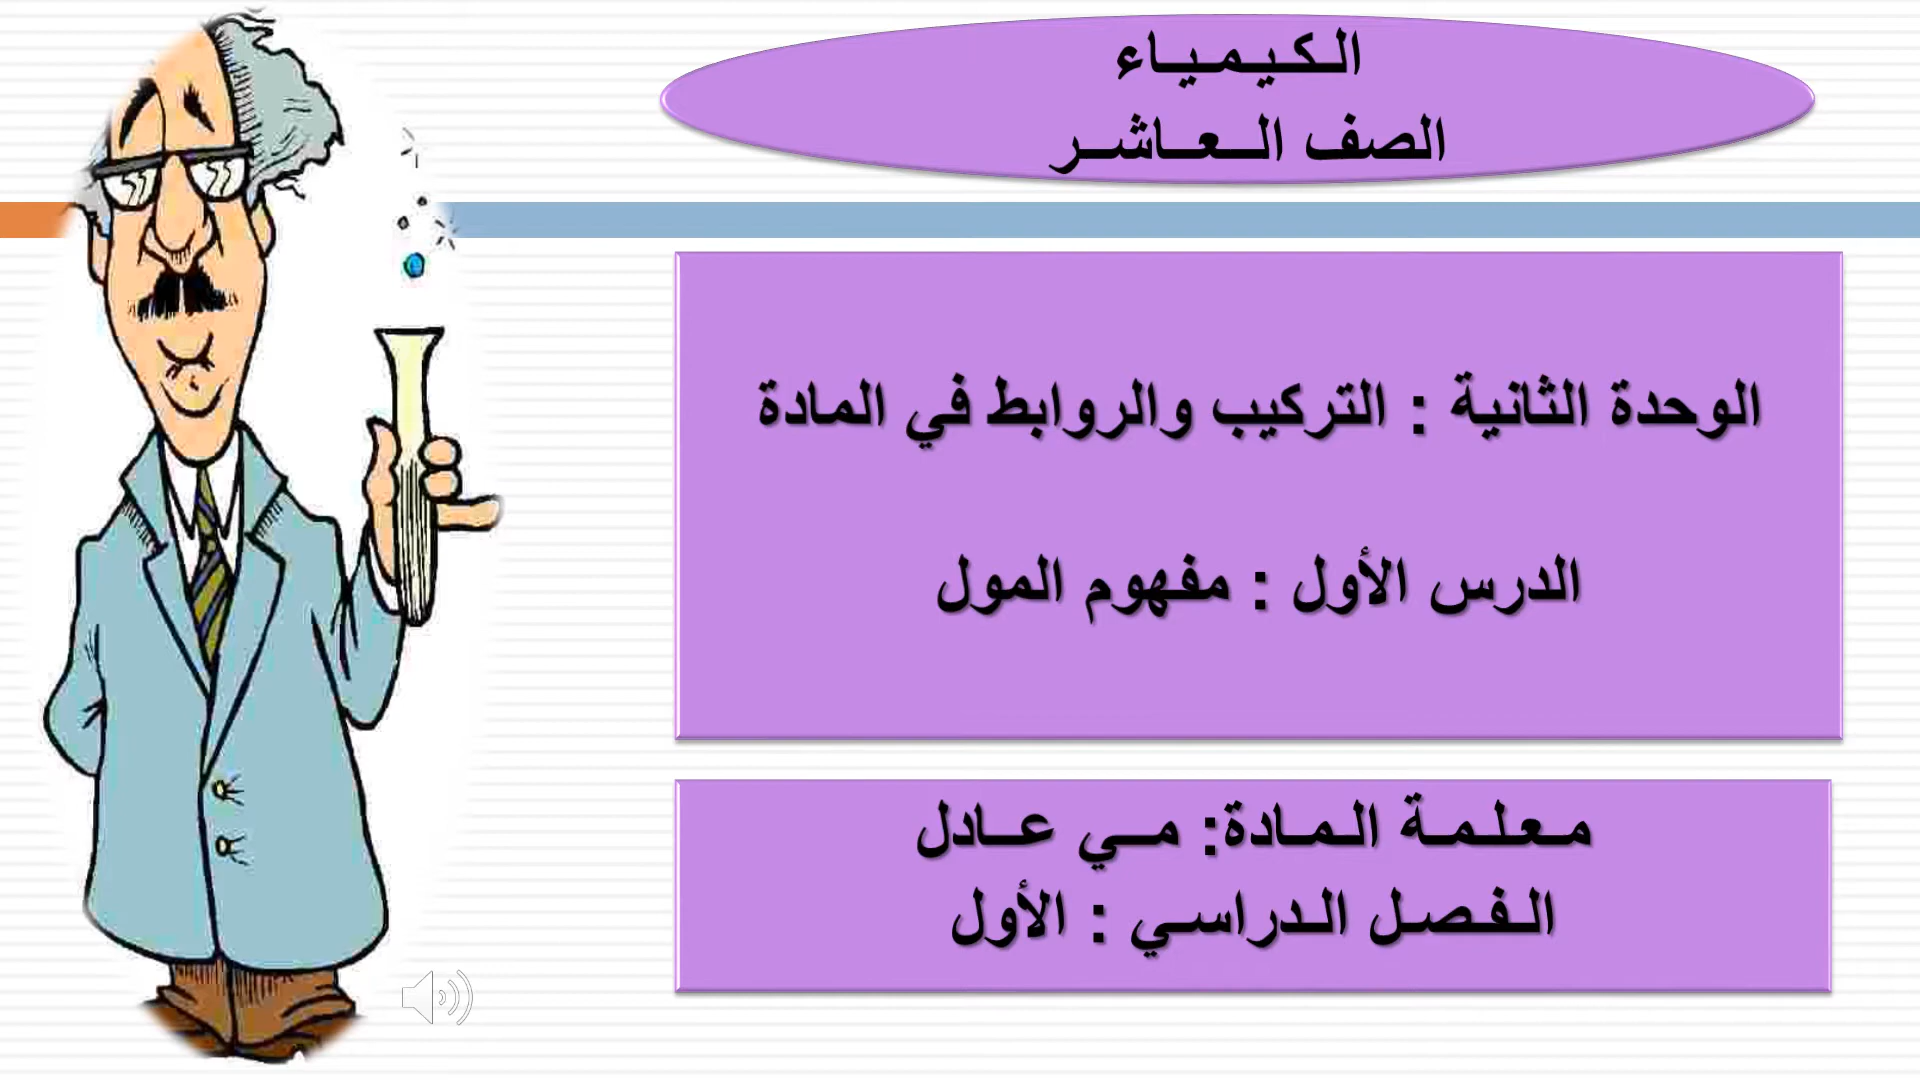 الكيمياء
الصف العاشر
الوحدة الثانية : التركيب والروابط في المادة
الدرس الأول : مفهوم المول
معلمة المادة: مي عادل
الفصل الدراسي : الأول